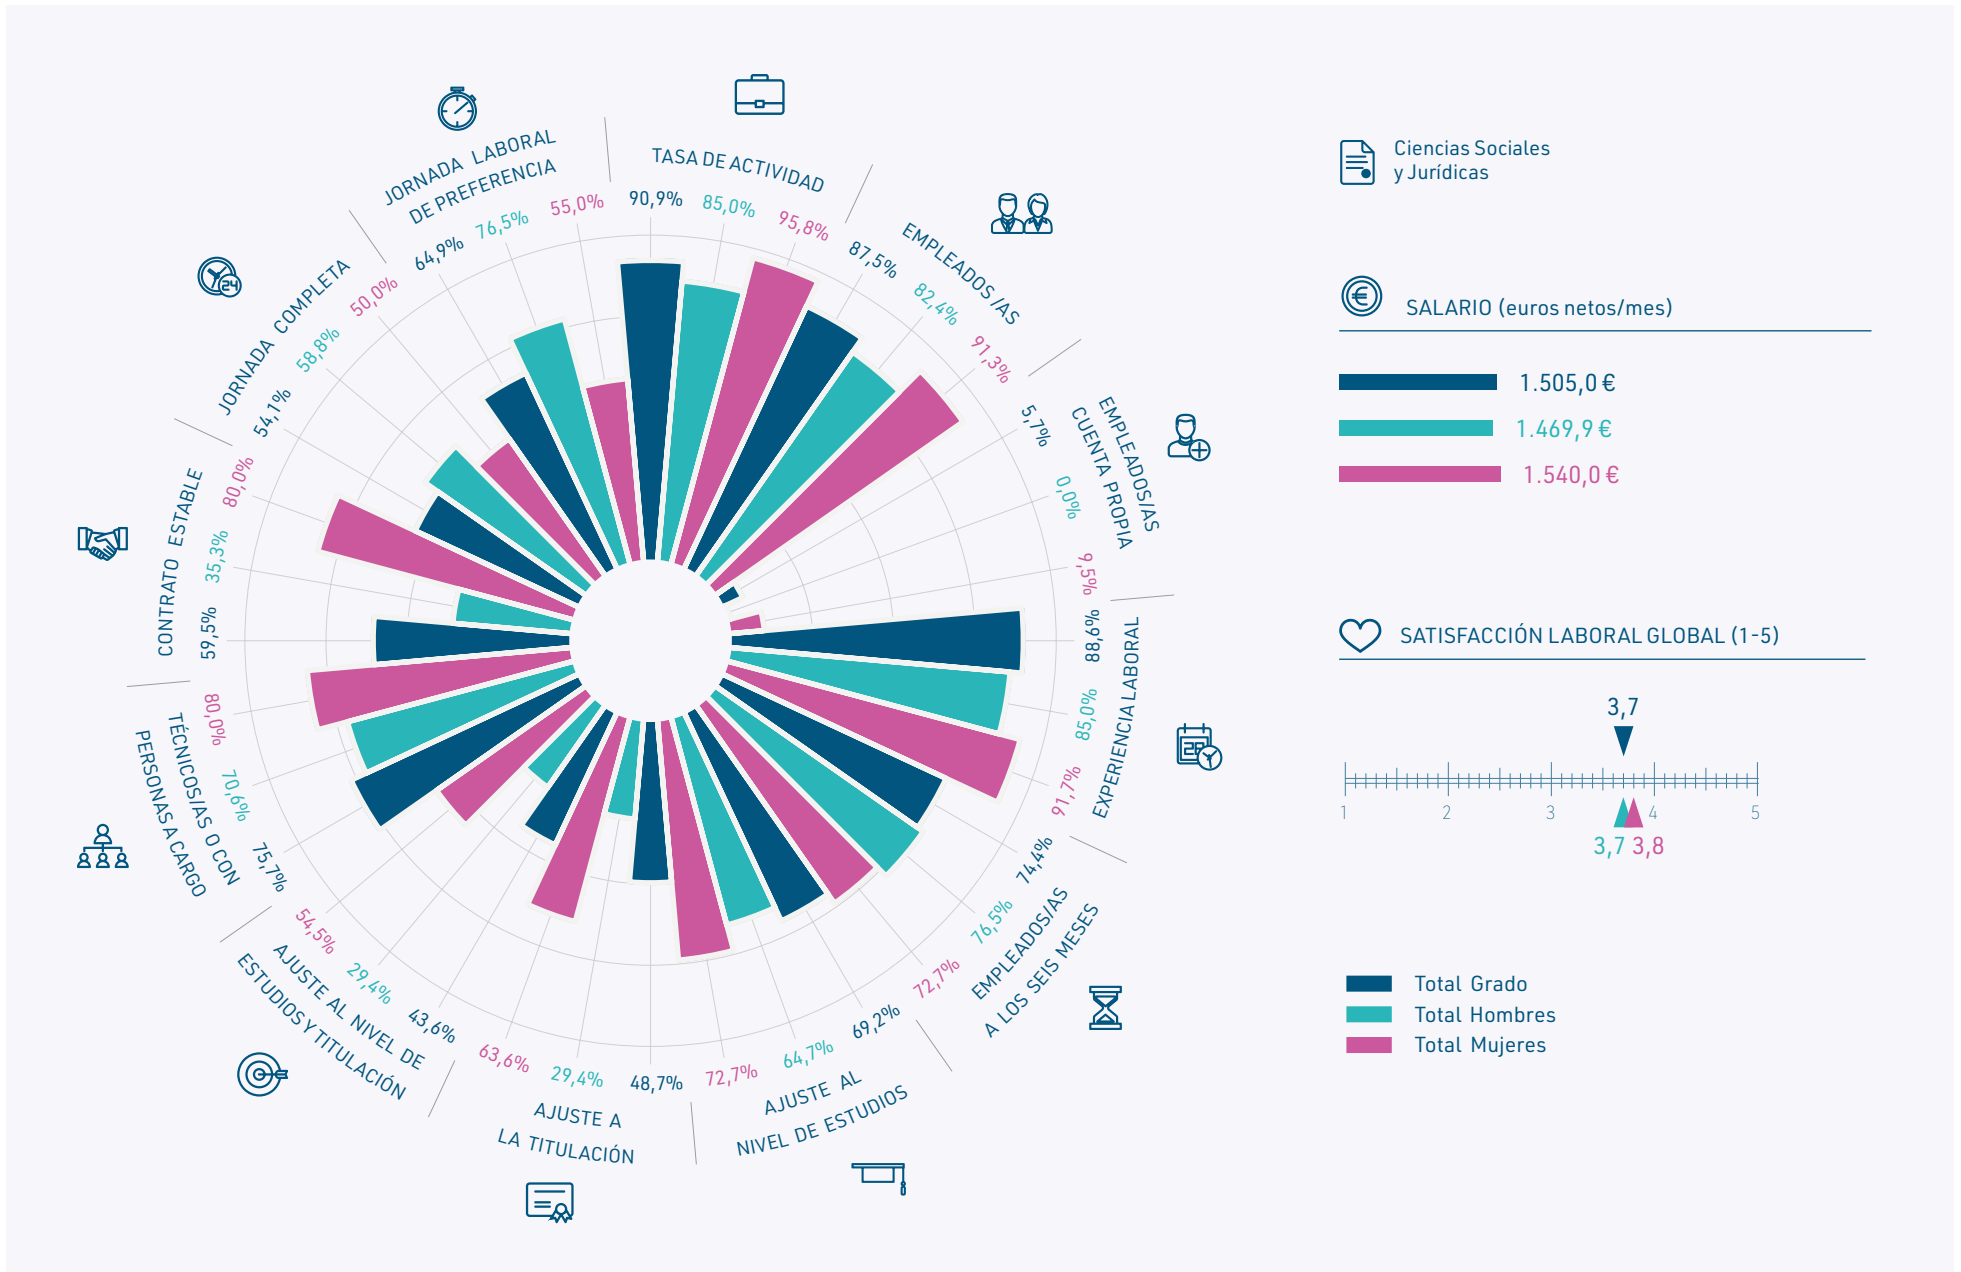 TASA DE ACTIVIDAD
90,9%
85,0%
95,8%
EMPLEADOS /AS
87,5%
82,4%
91,3%
EMPLEADOS/AS
CUENTA PROPIA
5,7%
0,0%
9,5%
EXPERIENCIA LABORAL
88,6%
85,0%
91,7%
EMPLEADOS/AS
A LOS SEIS MESES
74,4%
76,5%
72,7%
AJUSTE AL
NIVEL DE ESTUDIOS
69,2%
64,7%
72,7%
AJUSTE A
LA TITULACIÓN
48,7%
29,4%
63,6%
AJUSTE AL NIVEL DE
ESTUDIOS Y TITULACIÓN
43,6%
29,4%
54,5%
TÉCNICOS/AS O CON
PERSONAS A CARGO
75,7%
70,6%
80,0%
CONTRATO ESTABLE
59,5%
35,3%
80,0%
JORNADA COMPLETA
54,1%
58,8%
50,0%
JORNADA LABORAL
DE PREFERENCIA
64,9%
76,5%
55,0%
24
Ciencias Sociales
y Jurídicas
€
SALARIO (euros netos/mes)
1.505,0 €
1.469,9 €
1.540,0 €
SATISFACCIÓN LABORAL GLOBAL (1-5)
3,7
1 2 3 4 5
3,7 3,8
Total Grado
Total Hombres
Total Mujeres